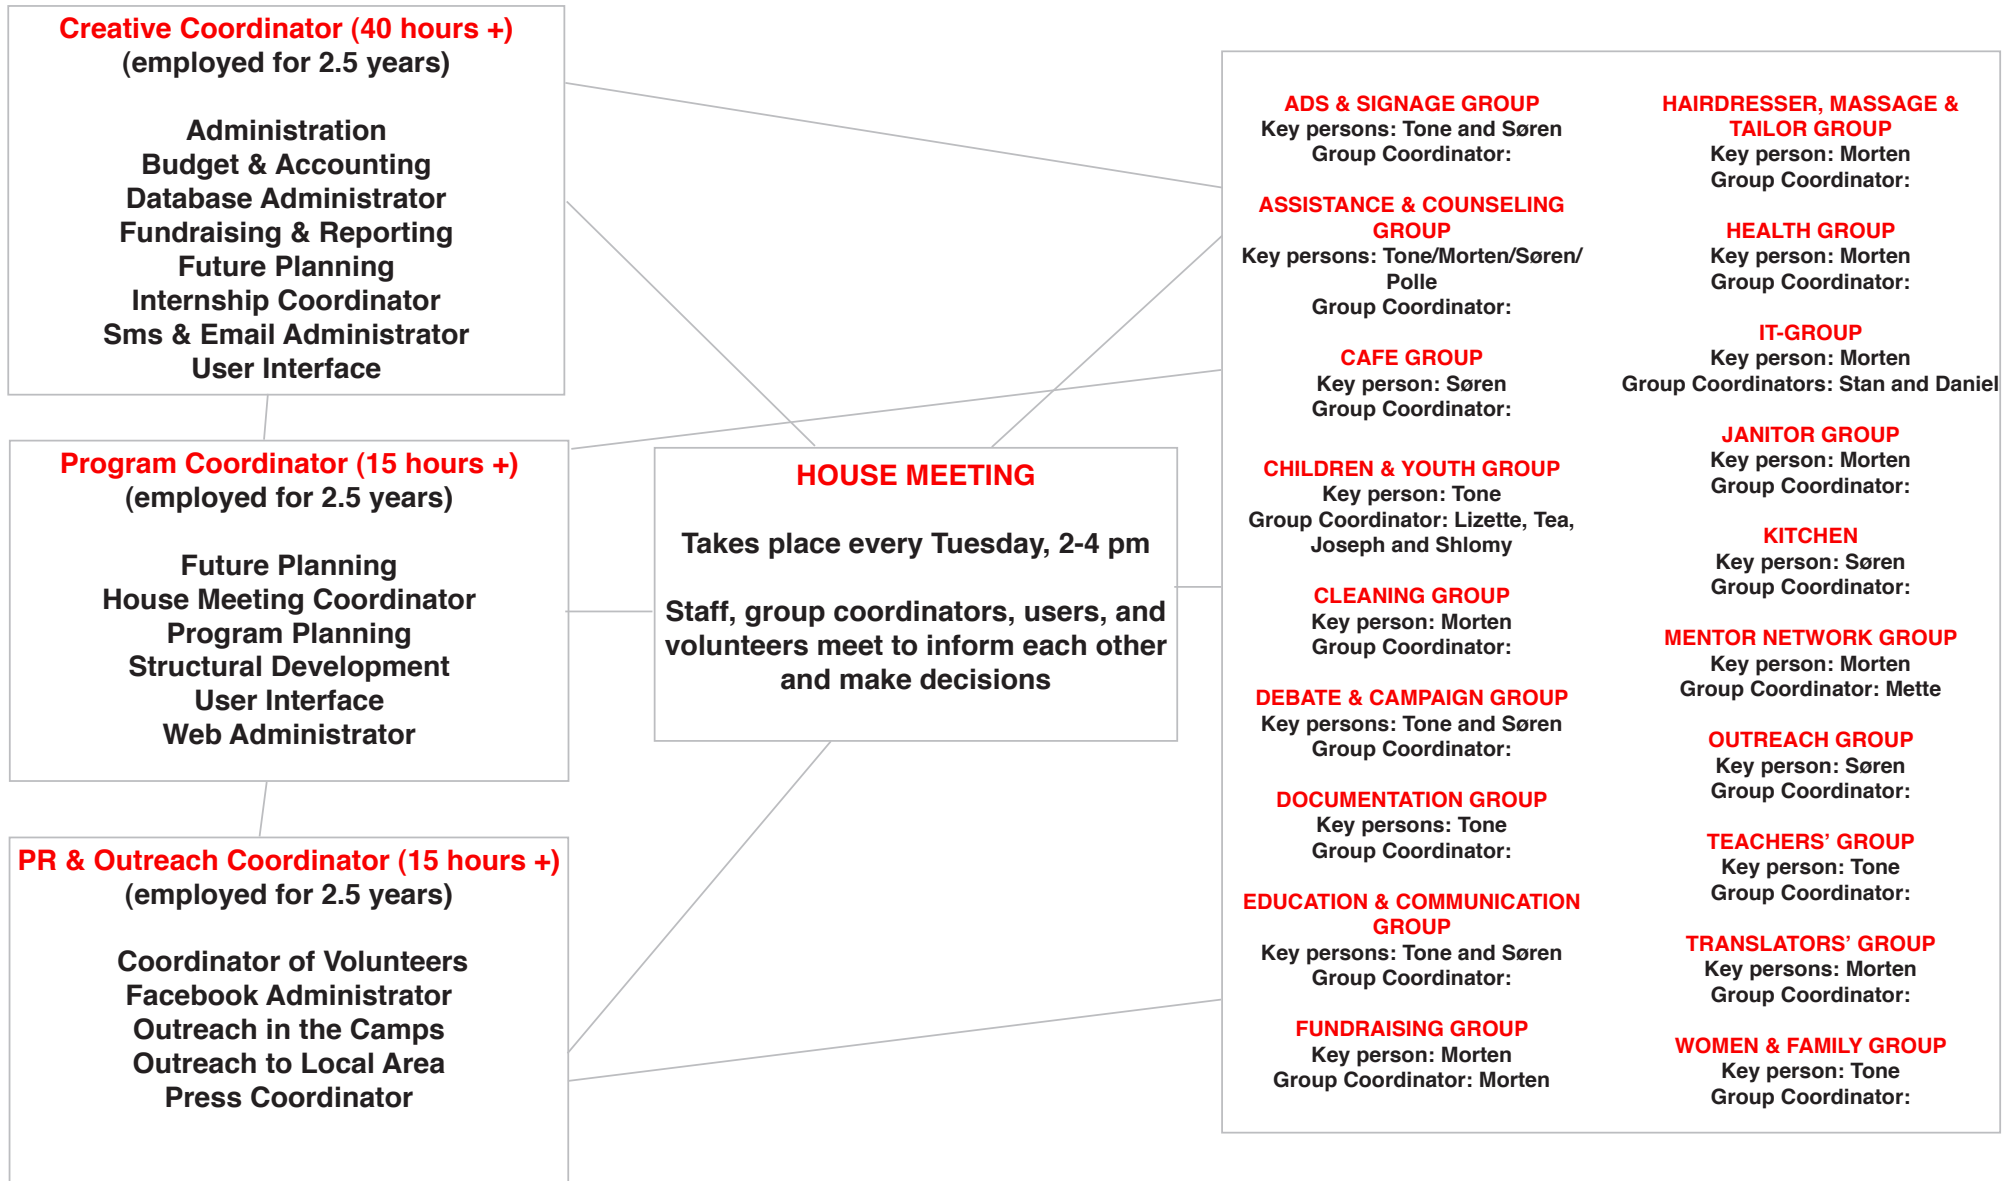 Creative Coordinator (40 hours +)
(employed for 2.5 years)
Administration
Budget & Accounting
Database Administrator
Fundraising & Reporting
Future Planning
Internship Coordinator
Sms & Email Administrator
User Interface
Program Coordinator (15 hours +)
(employed for 2.5 years)
Future Planning
House Meeting Coordinator
Program Planning
Structural Development
User Interface
Web Administrator
PR & Outreach Coordinator (15 hours +)
(employed for 2.5 years)
Coordinator of Volunteers
Facebook Administrator
Outreach in the Camps
Outreach to Local Area
Press Coordinator
HOUSE MEETING
Takes place every Tuesday, 2-4 pm
Staff, group coordinators, users, and
volunteers meet to inform each other
and make decisions
ADS & SIGNAGE GROUP
Key persons: Tone and Søren
Group Coordinator:
ASSISTANCE & COUNSELING
GROUP
Key persons: Tone/Morten/Søren/
Polle
Group Coordinator:
CAFE GROUP
Key person: Søren
Group Coordinator:
CHILDREN & YOUTH GROUP
Key person: Tone
Group Coordinator: Lizette, Tea,
Joseph and Shlomy
CLEANING GROUP
Key person: Morten
Group Coordinator:
DEBATE & CAMPAIGN GROUP
Key persons: Tone and Søren
Group Coordinator:
DOCUMENTATION GROUP
Key persons: Tone
Group Coordinator:
EDUCATION & COMMUNICATION
GROUP
Key persons: Tone and Søren
Group Coordinator:
FUNDRAISING GROUP
Key person: Morten
Group Coordinator: Morten
HAIRDRESSER, MASSAGE &
TAILOR GROUP
Key person: Morten
Group Coordinator:
HEALTH GROUP
Key person: Morten
Group Coordinator:
IT-GROUP
Key person: Morten
Group Coordinators: Stan and Daniel
JANITOR GROUP
Key person: Morten
Group Coordinator:
KITCHEN
Key person: Søren
Group Coordinator:
MENTOR NETWORK GROUP
Key person: Morten
Group Coordinator: Mette
OUTREACH GROUP
Key person: Søren
Group Coordinator:
TEACHERS’ GROUP
Key person: Tone
Group Coordinator:
TRANSLATORS’ GROUP
Key persons: Morten
Group Coordinator:
WOMEN & FAMILY GROUP
Key person: Tone
Group Coordinator: